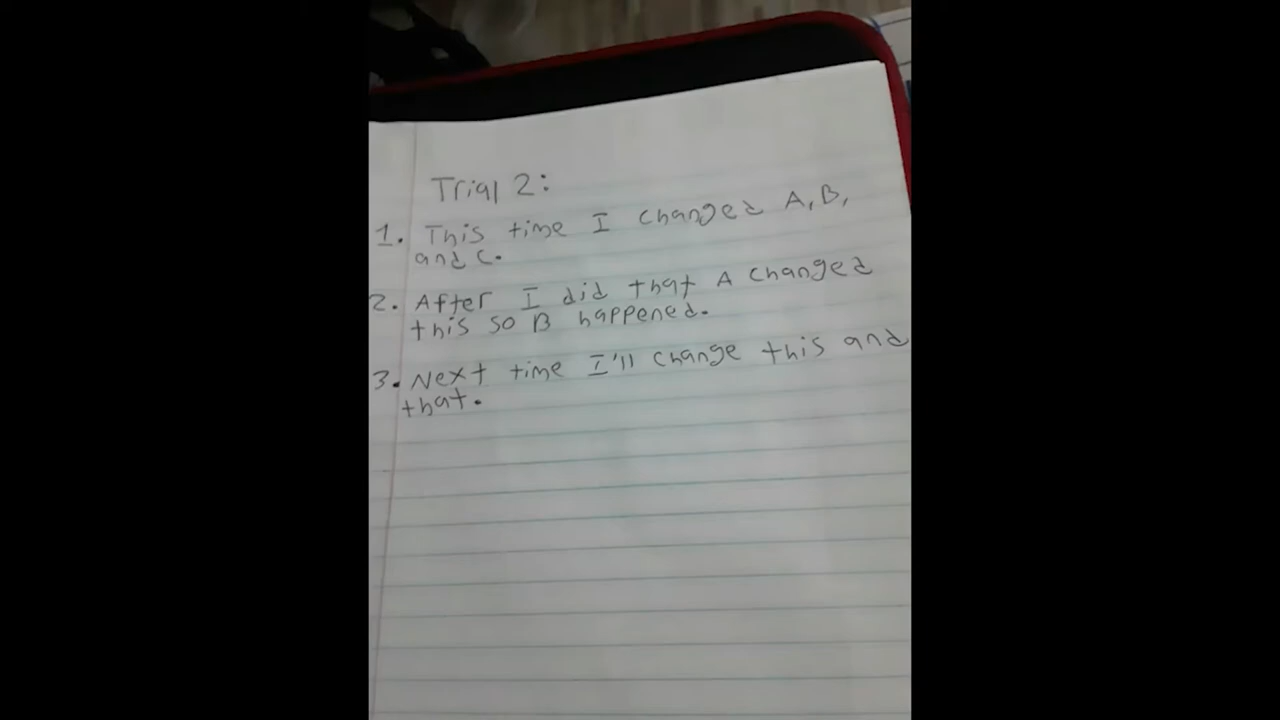 Trial 2:
1. This time I changed A, B,
and C.
2. After I did that A changed
this so B happened.
3. Next time I'll change this and
that.